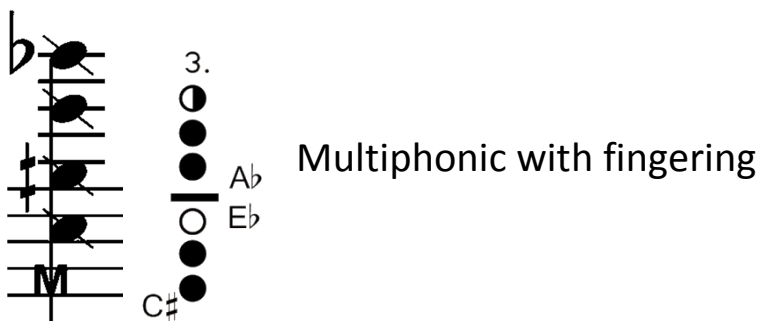 3.
A♭
Multiphonic with fingering
E♭
M
C♯